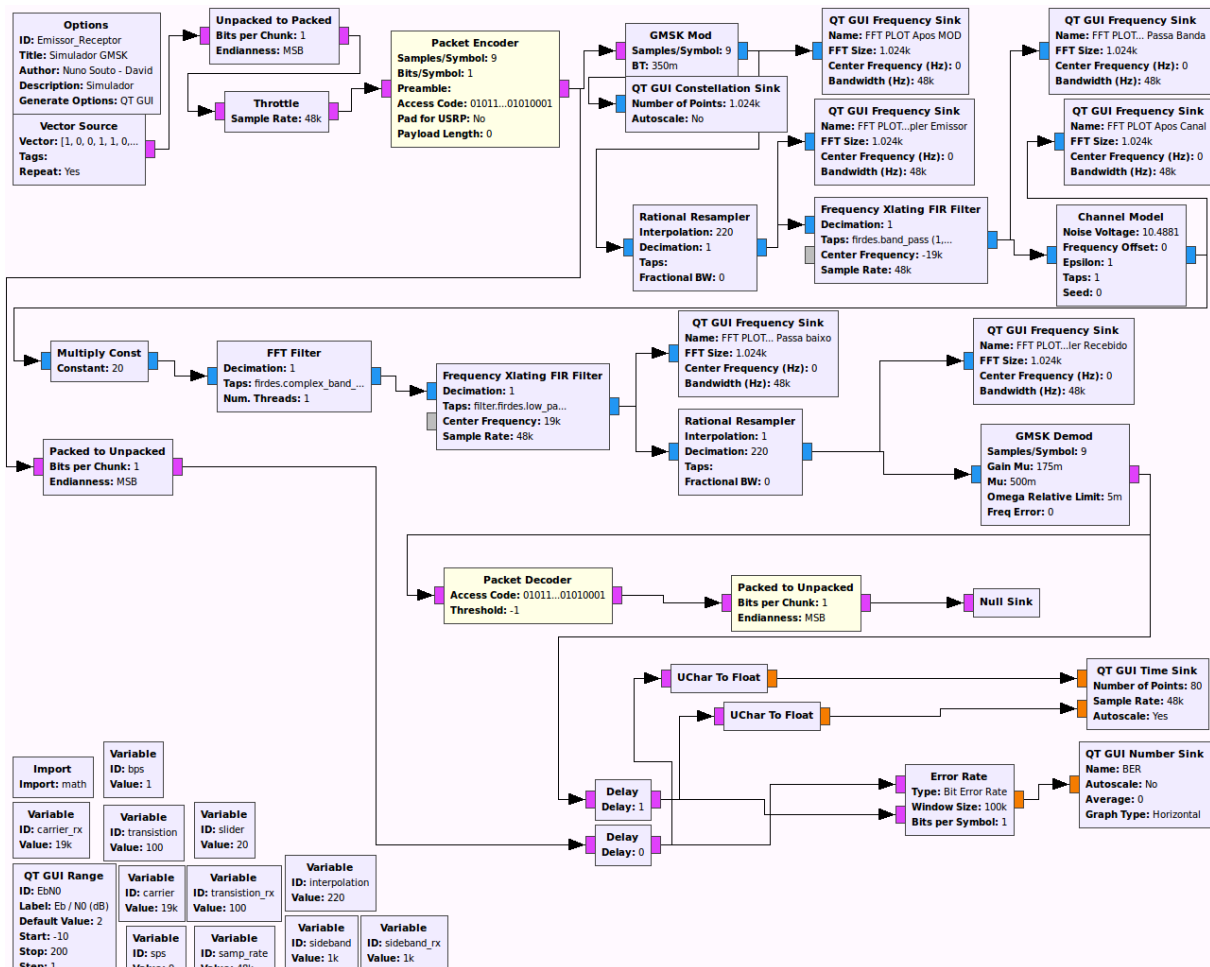 Options
ID: Emissor_Receptor
Title: Simulador GMSK
Author: Nuno Souto - David
Description: Simulador
Generate Options: QT GUI
Vector Source
Vector: [1, 0, 0, 1, 1, 0,...
Tags:
Repeat: Yes
Unpacked to Packed
Bits per Chunk: 1
Endianness: MSB
Throttle
Sample Rate: 48k
Packet Encoder
Samples/Symbol: 9
Bits/Symbol: 1
Preamble:
Access Code: 01011...01010001
Pad for USRP: No
Payload Length: 0
GMSK Mod
Samples/Symbol: 9
BT: 350m
QT GUI Constellation Sink
Number of Points: 1.024k
Autoscale: No
QT GUI Frequency Sink
Name: FFT PLOT Apos MOD
FFT Size: 1.024k
Center Frequency (Hz): 0
Bandwidth (Hz): 48k
QT GUI Frequency Sink
Name: FFT PLOT... Passa Banda
FFT Size: 1.024k
Center Frequency (Hz): 0
Bandwidth (Hz): 48k
QT GUI Frequency Sink
Name: FFT PLOT...pler Emissor
FFT Size: 1.024k
Center Frequency (Hz): 0
Bandwidth (Hz): 48k
QT GUI Frequency Sink
Name: FFT PLOT Apos Canal
FFT Size: 1.024k
Center Frequency (Hz): 0
Bandwidth (Hz): 48k
Rational Resampler
Interpolation: 220
Decimation: 1
Taps:
Fractional BW: 0
Frequency Xlating FIR Filter
Decimation: 1
Taps: firdes.band_pass (1,...
Center Frequency: -19k
Sample Rate: 48k
Channel Model
Noise Voltage: 10.4881
Frequency Offset: 0
Epsilon: 1
Taps: 1
Seed: 0
Multiply Const
Constant: 20
FFT Filter
Decimation: 1
Taps: firdes.complex_band_...
Num. Threads: 1
Frequency Xlating FIR Filter
Decimation: 1
Taps: filter.firdes.low_pa...
Center Frequency: 19k
Sample Rate: 48k
QT GUI Frequency Sink
Name: FFT PLOT... Passa baixo
FFT Size: 1.024k
Center Frequency (Hz): 0
Bandwidth (Hz): 48k
QT GUI Frequency Sink
Name: FFT PLOT...ler Recebido
FFT Size: 1.024k
Center Frequency (Hz): 0
Bandwidth (Hz): 48k
Rational Resampler
Interpolation: 1
Decimation: 220
Taps:
Fractional BW: 0
GMSK Demod
Samples/Symbol: 9
Gain Mu: 175m
Mu: 500m
Omega Relative Limit: 5m
Freq Error: 0
Packed to Unpacked
Bits per Chunk: 1
Endianness: MSB
Packet Decoder
Access Code: 01011...01010001
Threshold: -1
Packed to Unpacked
Bits per Chunk: 1
Endianness: MSB
Null Sink
UChar To Float
UChar To Float
QT GUI Time Sink
Number of Points: 80
Sample Rate: 48k
Autoscale: Yes
Delay
Delay: 1
Delay
Delay: 0
Error Rate
Type: Bit Error Rate
Window Size: 100k
Bits per Symbol: 1
QT GUI Number Sink
Name: BER
Autoscale: No
Average: 0
Graph Type: Horizontal
Import
Import: math
Variable
ID: bps
Value: 1
Variable
ID: carrier_rx
Value: 19k
Variable
ID: transistion
Value: 100
Variable
ID: slider
Value: 20
QT GUI Range
ID: EbN0
Label: Eb / N0 (dB)
Default Value: 2
Start: -10
Stop: 200
Step: 1
Variable
ID: carrier
Value: 19k
Variable
ID: transistion_rx
Value: 100
Variable
ID: interpolation
Value: 220
Variable
ID: sps
Variable
ID: samp_rate
Variable
ID: sideband
Value: 1k
Variable
ID: sideband_rx
Value: 1k